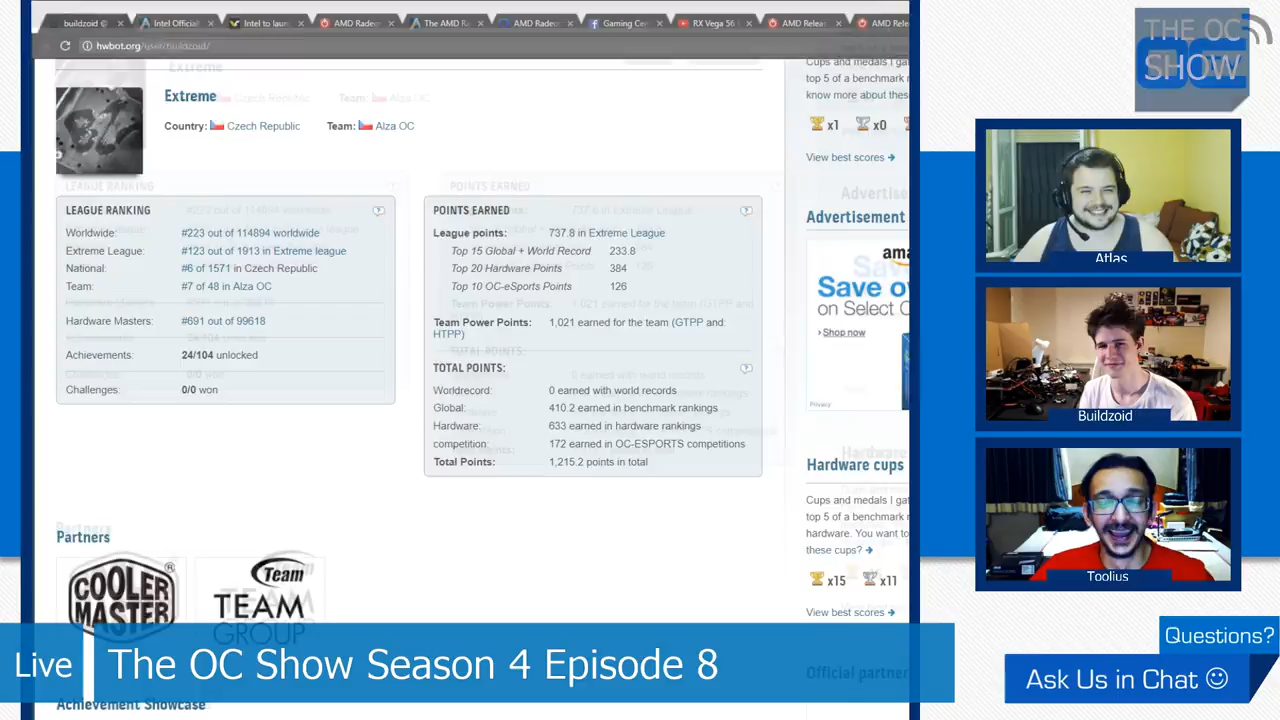 buildzoid @
Intel Official
Intel to laun
AMD Radeo
The AMD R
AMD Radeo
Gaming Ce
RX Vega 56
AMD Relea
AMD Rele
hwbot.org/user/buildzoid/
Extreme
Country: Czech Republic Team: Alza OC
LEAGUE RANKING
Worldwide: #223 out of 114894 worldwide
Extreme League: #123 out of 1913 in Extreme league
National: #6 of 1571 in Czech Republic
Team: #7 of 48 in Alza OC
Hardware Masters: #691 out of 99618
Achievements: 24/104 unlocked
Challenges: 0/0 won
POINTS EARNED
League points: 737.8 in Extreme League
Top 15 Global + World Record 233.8
Top 20 Hardware Points 384
Top 10 OC-eSports Points 126
Team Power Points: 1,021 earned for the team (GTPP and
HTPP)
TOTAL POINTS:
Worldrecord: 0 earned with world records
Global: 410.2 earned in benchmark rankings
Hardware: 633 earned in hardware rankings
competition: 172 earned in OC-ESPORTS competitions
Total Points: 1,215.2 points in total
Cups and medals I ga
top 5 of a benchmark
know more about these
x1 x0
View best scores
Advertisement
ama
Save o
on Select C
Shop now
Privacy
Hardware cups
Cups and medals I got
top 5 of a benchmark r
hardware. You want to
these cups?
x15 x11
View best scores
Official partner
Partners
COOLER
MASTER
Team
TEAM
GROUP
Achievement Showcase
THE OC
SHOW
Atlas
Buildzoid
Toolius
Live The OC Show Season 4 Episode 8
Questions?
Ask Us in Chat